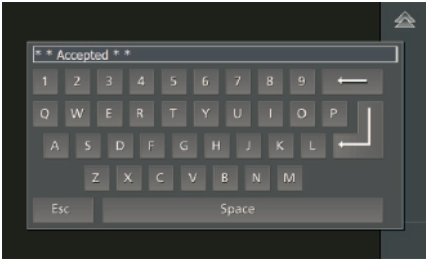 * * Accepted * *
1 2 3 4 5 6 7 8 9
Q W E R T Y U I O P
A S D F G H J K L
Z X C V B N M
Esc Space